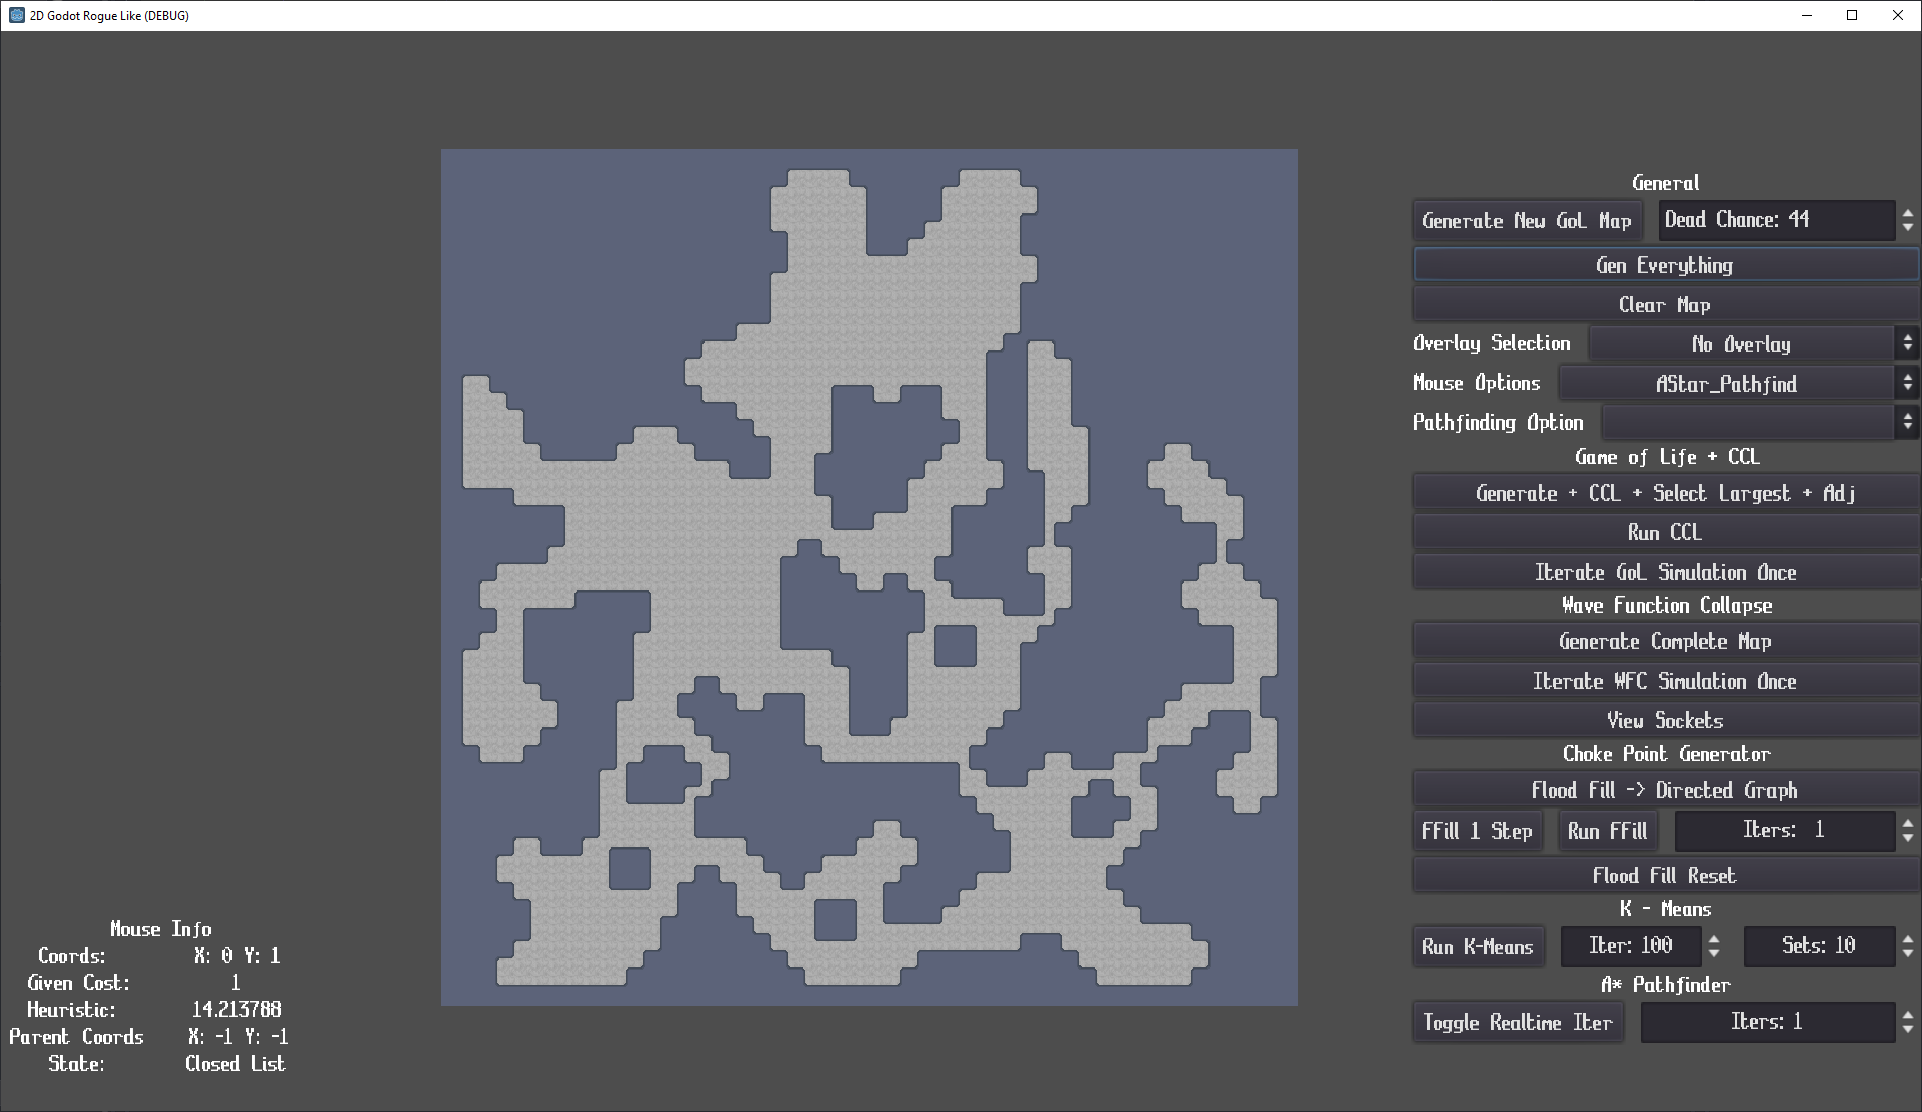 2D Godot Rogue Like (DEBUG)
General
Generate New GoL Map
Dead Chance: 44
Gen Everything
Clear Map
Overlay Selection
No Overlay
Mouse Options
AStar_Pathfind
Pathfinding Option
Game of Life + CCL
Generate + CCL + Select Largest + Adj
Run CCL
Iterate GoL Simulation Once
Wave Function Collapse
Generate Complete Map
Iterate WFC Simulation Once
View Sockets
Choke Point Generator
Flood Fill -> Directed Graph
FFill 1 Step
Run FFill
Iters: 1
Flood Fill Reset
K - Means
Run K-Means
Iter: 100
Sets: 10
A* Pathfinder
Toggle Realtime Iter
Iters: 1
Mouse Info
Coords: X: 0 Y: 1
Given Cost: 1
Heuristic: 14.213788
Parent Coords X: -1 Y: -1
State: Closed List